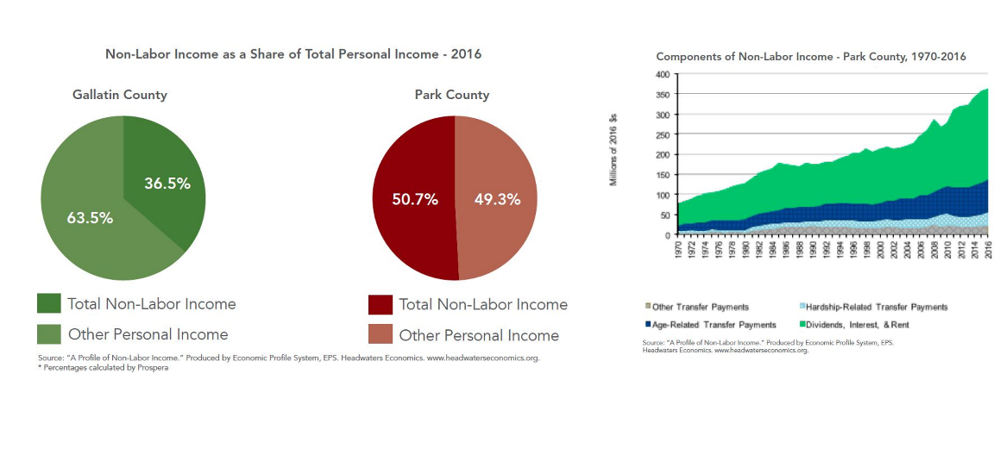 Non-Labor Income as a Share of Total Personal Income - 2016
Gallatin County
36.5%
63.5%
Total Non-Labor Income
Other Personal Income
Park County
50.7%
49.3%
Total Non-Labor Income
Other Personal Income
Source: "A Profile of Non-Labor Income." Produced by Economic Profile System, EPS. Headwaters Economics. www.headwaterseconomics.org.
* Percentages calculated by Prospera
Components of Non-Labor Income - Park County, 1970-2016
Millions of 2016 $s
400
350
300
250
200
150
100
50
0
1970
1972
1974
1976
1978
1980
1982
1984
1986
1988
1990
1992
1994
1996
1998
2000
2002
2004
2006
2008
2010
2012
2014
2016
Other Transfer Payments
Hardship-Related Transfer Payments
Age-Related Transfer Payments
Dividends, Interest, & Rent
Source: "A Profile of Non-Labor Income." Produced by Economic Profile System, EPS.
Headwaters Economics. www.headwaterseconomics.org.